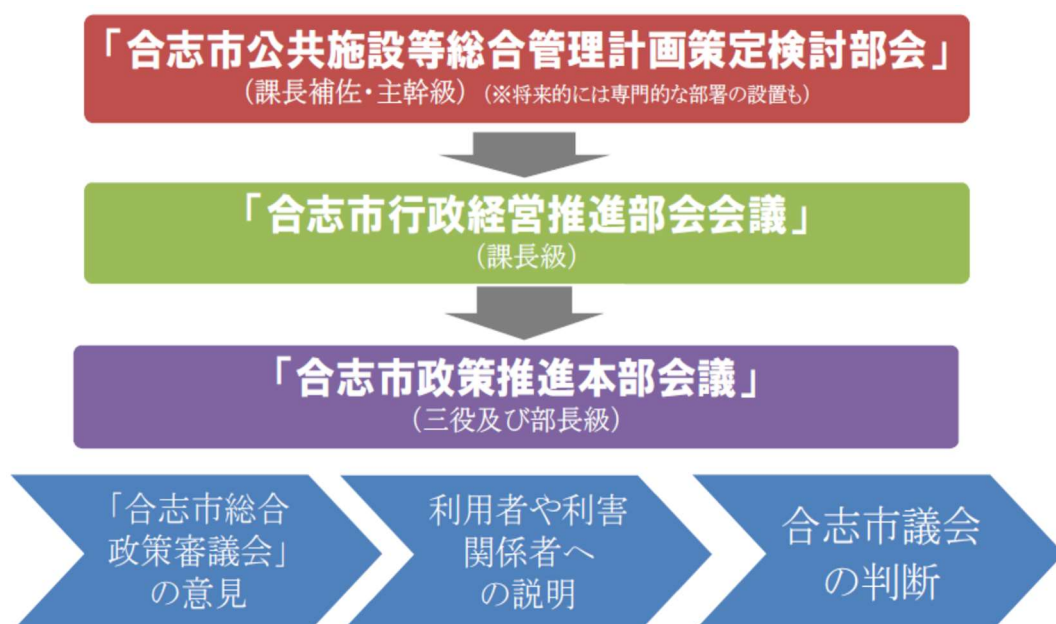 「合志市公共施設等総合管理計画策定検討部会」
(課長補佐・主幹級)(※将来的には専門的な部署の設置も)
「合志市行政経営推進部会会議」
(課長級)
「合志市政策推進本部会議」
(三役及び部長級)
「合志市総合
政策審議会」
の意見
利用者や利害
関係者へ
の説明
合志市議会
の判断